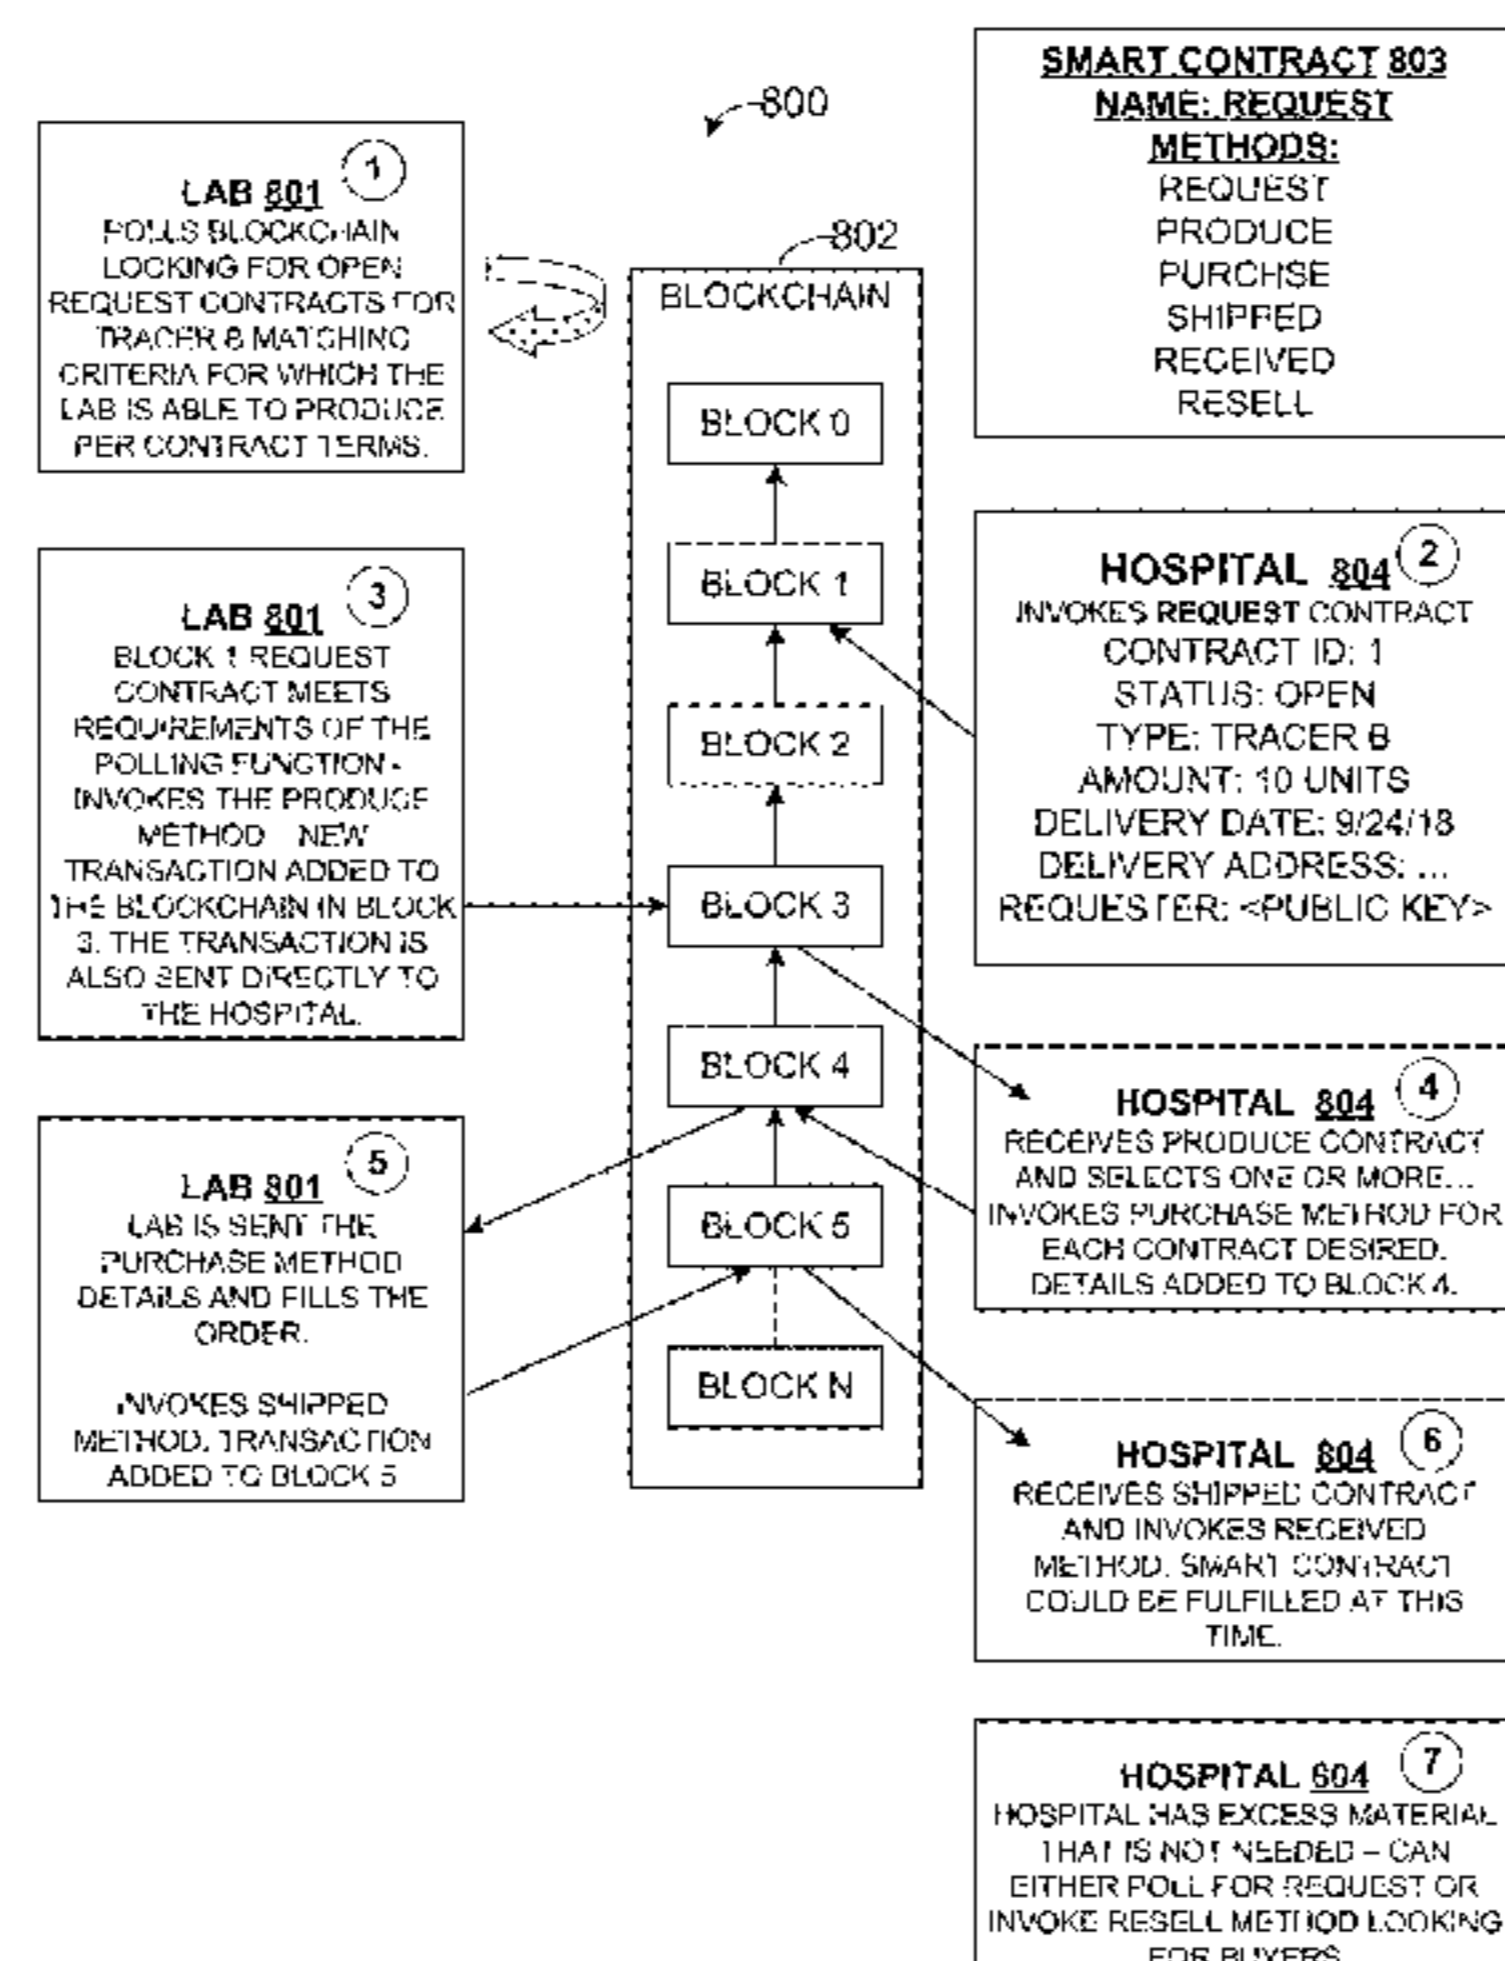 800
LAB 801 1
POLLS BLOCKCHAIN
LOOKING FOR OPEN
REQUEST CONTRACTS FOR
TRACER B MATCHING
CRITERIA FOR WHICH THE
LAB IS ABLE TO PRODUCE
PER CONTRACT TERMS.
LAB 801 3
BLOCK 1 REQUEST
CONTRACT MEETS
REQUIREMENTS OF THE
POLLING FUNCTION -
INVOKES THE PRODUCE
METHOD NEW
TRANSACTION ADDED TO
THE BLOCKCHAIN IN BLOCK
3. THE TRANSACTION IS
ALSO SENT DIRECTLY TO
THE HOSPITAL.
LAB 801 5
LAB IS SENT THE
PURCHASE METHOD
DETAILS AND FILLS THE
ORDER.
INVOKES SHIPPED
METHOD. TRANSACTION
ADDED TO BLOCK 5
802
BLOCKCHAIN
BLOCK 0
BLOCK 1
BLOCK 2
BLOCK 3
BLOCK 4
BLOCK 5
BLOCK N
SMART CONTRACT 803
NAME: REQUEST
METHODS:
REQUEST
PRODUCE
PURCHSE
SHIPPED
RECEIVED
RESELL
HOSPITAL 804 2
INVOKES REQUEST CONTRACT
CONTRACT ID: 1
STATUS: OPEN
TYPE: TRACER B
AMOUNT: 10 UNITS
DELIVERY DATE: 9/24/18
DELIVERY ADDRESS: ...
REQUESTER: <PUBLIC KEY>
HOSPITAL 804 4
RECEIVES PRODUCE CONTRACT
AND SELECTS ONE OR MORE...
INVOKES PURCHASE METHOD FOR
EACH CONTRACT DESIRED.
DETAILS ADDED TO BLOCK 4.
HOSPITAL 804 6
RECEIVES SHIPPED CONTRACT
AND INVOKES RECEIVED
METHOD. SMART CONTRACT
COULD BE FULFILLED AT THIS
TIME.
HOSPITAL 604 7
HOSPITAL HAS EXCESS MATERIAL
THAT IS NOT NEEDED – CAN
EITHER POLL FOR REQUEST OR
INVOKE RESELL METHOD LOOKING
FOR BUYERS